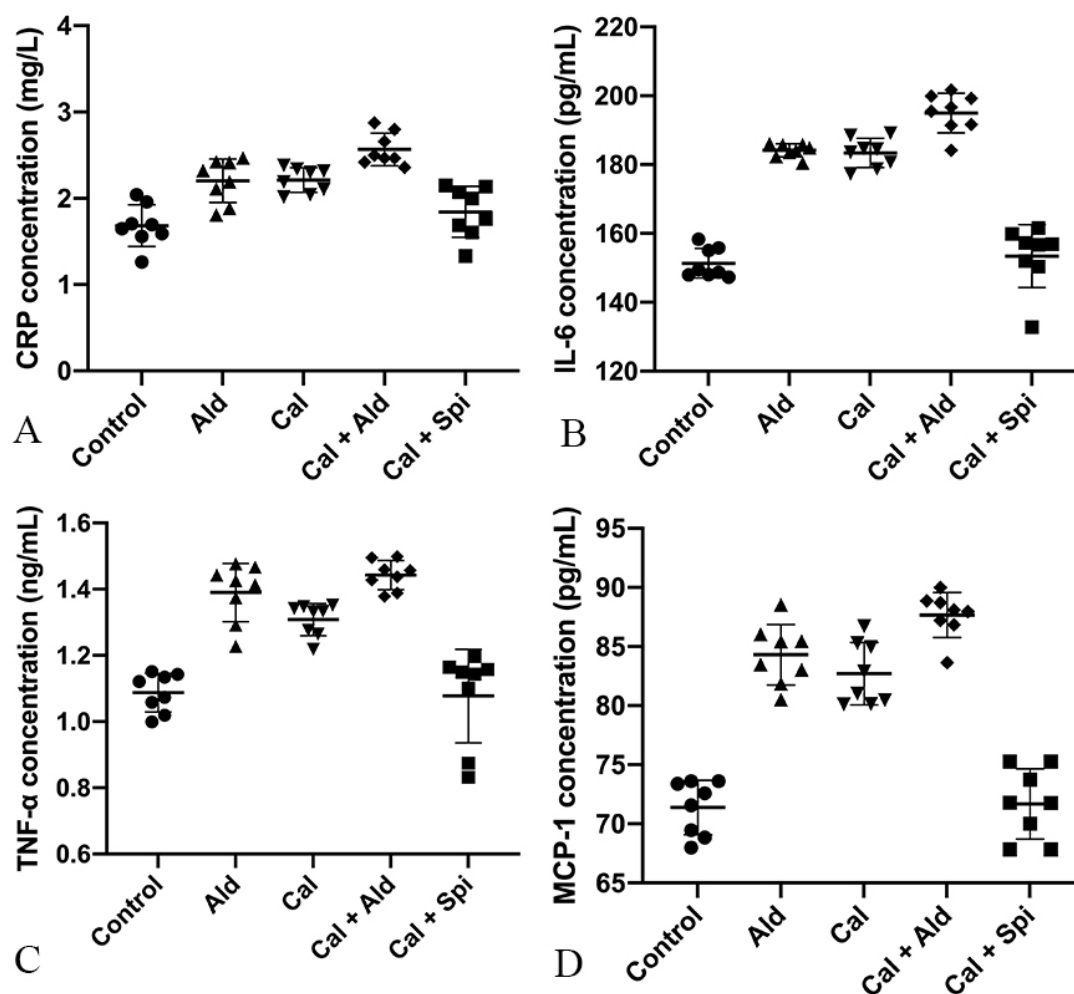 CRP concentration (mg/L)
4
3
2
1
0
Control
Ald
Cal
Cal + Ald
Cal + Spi
A
IL-6 concentration (pg/mL)
220
200
180
160
140
120
Control
Ald
Cal
Cal + Ald
Cal + Spi
B
TNF-α concentration (ng/mL)
1.6
1.4
1.2
1.0
0.8
0.6
Control
Ald
Cal
Cal + Ald
Cal + Spi
C
MCP-1 concentration (pg/mL)
95
90
85
80
75
70
65
Control
Ald
Cal
Cal + Ald
Cal + Spi
D